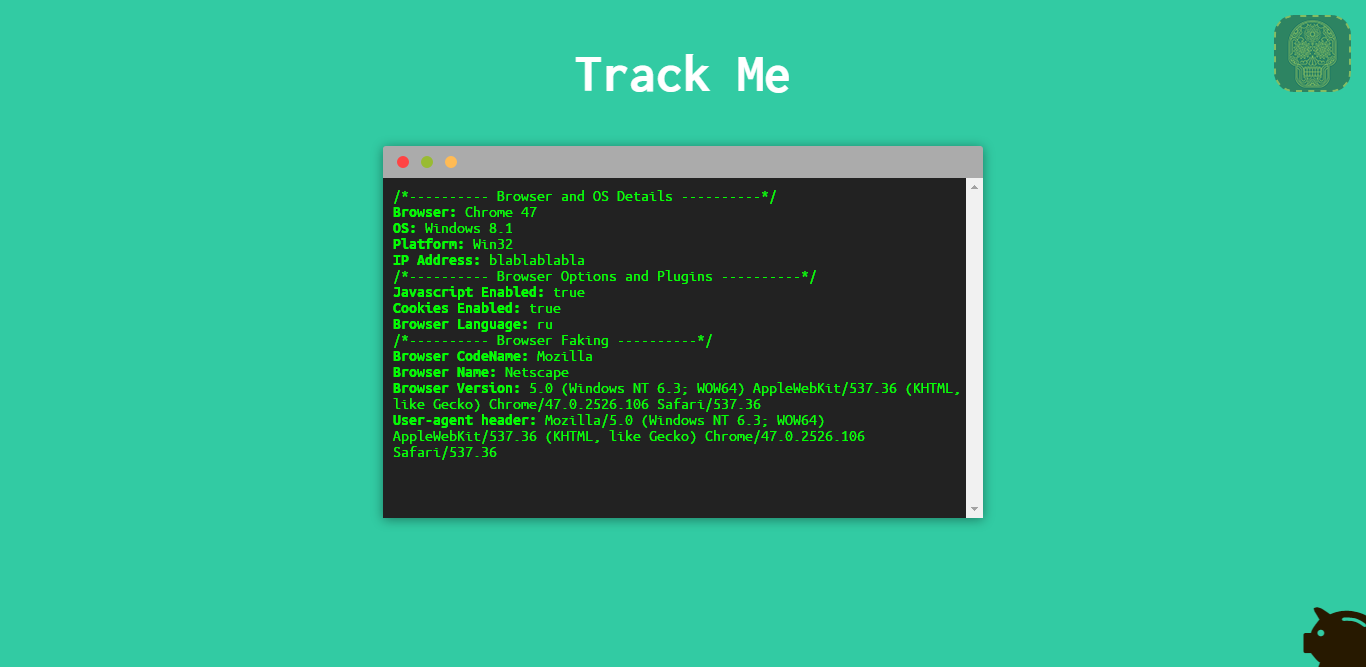 Track Me
/*---------- Browser and OS Details ----------*/
Browser: Chrome 47
OS: Windows 8.1
Platform: Win32
IP Address: blablablabla
/*---------- Browser Options and Plugins ----------*/
Javascript Enabled: true
Cookies Enabled: true
Browser Language: ru
/*---------- Browser Faking ----------*/
Browser CodeName: Mozilla
Browser Name: Netscape
Browser Version: 5.0 (Windows NT 6.3; WOW64) AppleWebKit/537.36 (KHTML,
like Gecko) Chrome/47.0.2526.106 Safari/537.36
User-agent header: Mozilla/5.0 (Windows NT 6.3; WOW64)
AppleWebKit/537.36 (KHTML, like Gecko) Chrome/47.0.2526.106
Safari/537.36